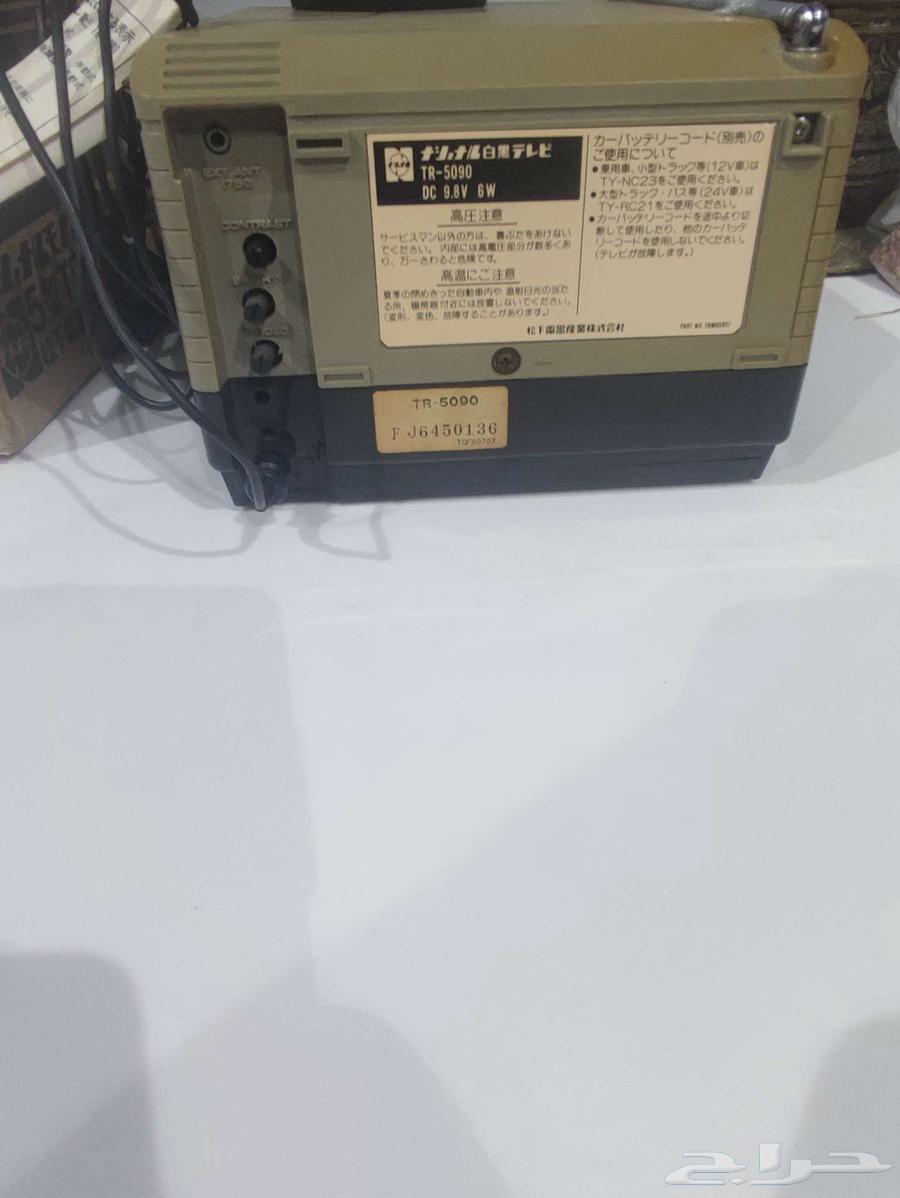 EXT ANT
75Ω
CONTRAST
ナショナル白黒テレビ
TR-5090
DC 9.8V 6W
高圧注意
サービスマン以外の方は、裏ぶたをあけない
でください。内部には高電圧部分が数多くあ
り、万一さわると危険です。
高温にご注意
夏季の閉めきった自動車内や 直射日光の当た
る所、暖房器付近には放置しないでください。
(変形、変色、故障することがあります。)
カーバッテリーコード(別売)の
ご使用について
●乗用車、小型トラック等(12V車)は
TY-NC23をご使用ください。
●大型トラック・バス等(24V車)は
TY-RC21をご使用ください。
●カーバッテリーコードを途中より切
断して使用したり、他のカーバッテ
リーコードを使用しないでください。
(テレビが故障します。)
松下電器産業株式会社
PART NO.
TR-5090
FJ6450136
حراج